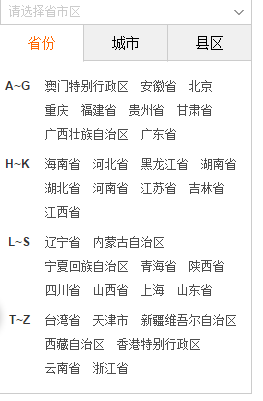 请选择省市区
省份 城市 县区
A~G 澳门特别行政区 安徽省 北京
重庆 福建省 贵州省 甘肃省
广西壮族自治区 广东省
H~K 海南省 河北省 黑龙江省 湖南省
湖北省 河南省 江苏省 吉林省
江西省
L~S 辽宁省 内蒙古自治区
宁夏回族自治区 青海省 陕西省
四川省 山西省 上海 山东省
T~Z 台湾省 天津市 新疆维吾尔自治区
西藏自治区 香港特别行政区
云南省 浙江省